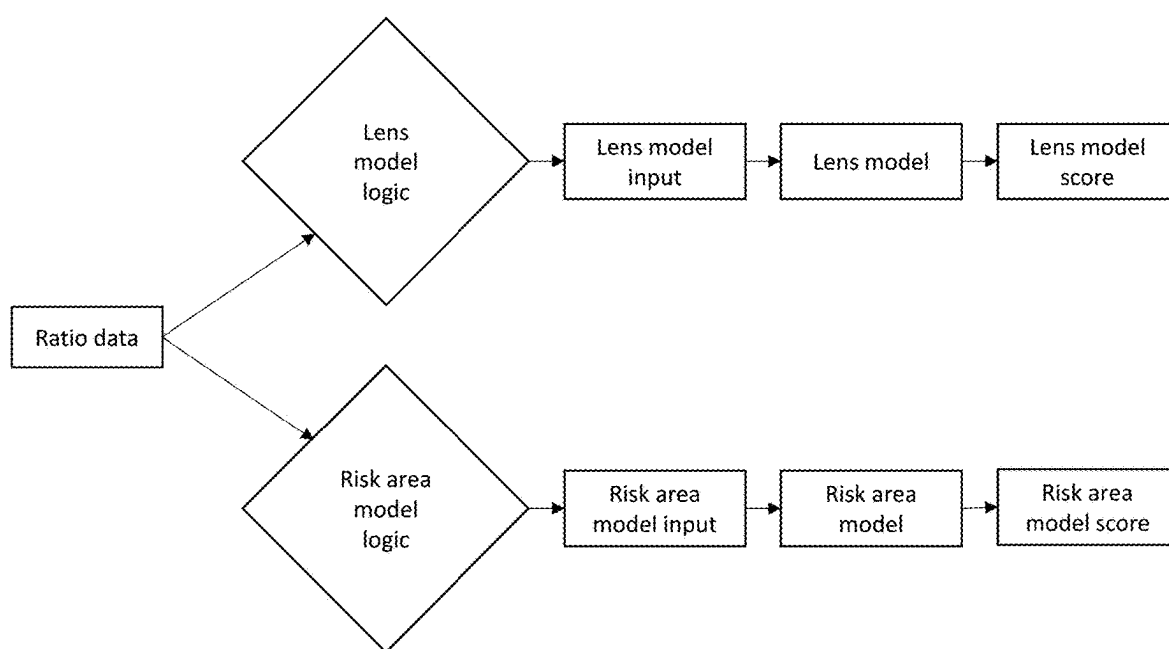 Lens
model
logic
Lens model
input
Lens model
Lens model
score
Ratio data
Risk area
model
logic
Risk area
model input
Risk area
model
Risk area
model score